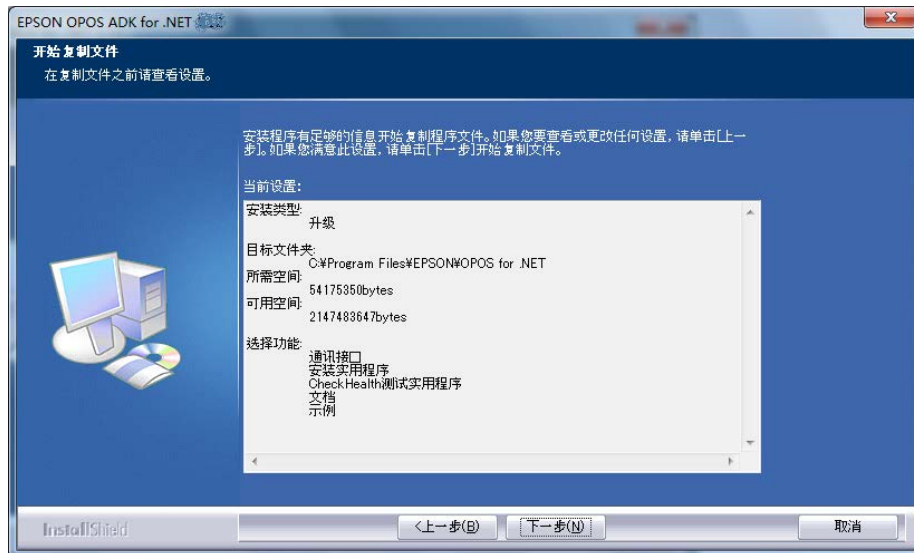 EPSON OPOS ADK for .NET
开始复制文件
在复制文件之前请查看设置。
安装程序有足够的信息开始复制程序文件。如果您要查看或更改任何设置，请单击[上一
步]。如果您满意此设置，请单击[下一步]开始复制文件。
当前设置：
安装类型:
升级
目标文件夹:
C:¥Program Files¥EPSON¥OPOS for .NET
所需空间:
54175350bytes
可用空间:
2147483647bytes
选择功能:
通讯接口
安装实用程序
CheckHealth测试实用程序
文档
示例
InstallShield
<上一步(B)
下一步(N)
取消